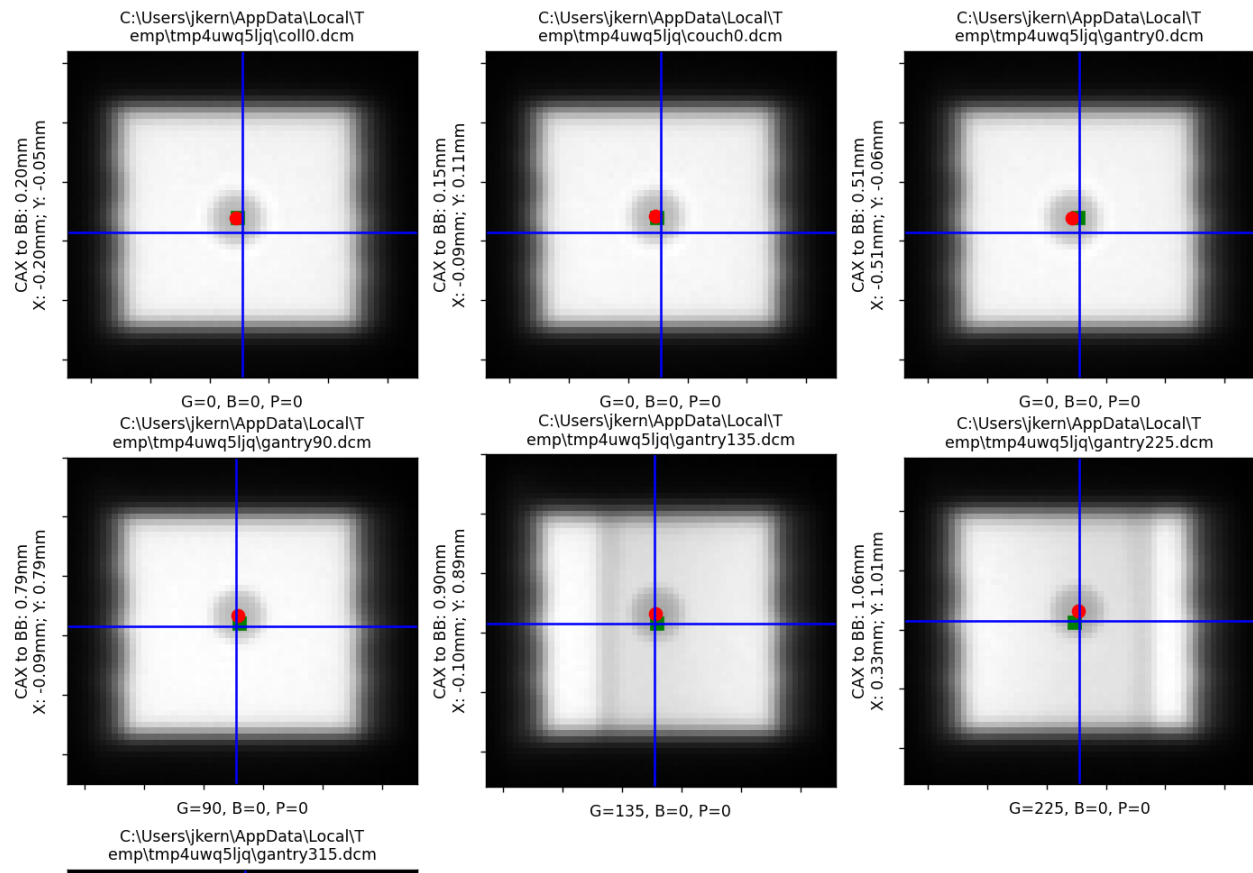 C:\Users\jkern\AppData\Local\T
emp\tmp4uwq5ljq\coll0.dcm
CAX to BB: 0.20mm
X: -0.20mm; Y: -0.05mm
G=0, B=0, P=0
C:\Users\jkern\AppData\Local\T
emp\tmp4uwq5ljq\couch0.dcm
CAX to BB: 0.15mm
X: -0.09mm; Y: 0.11mm
G=0, B=0, P=0
C:\Users\jkern\AppData\Local\T
emp\tmp4uwq5ljq\gantry0.dcm
CAX to BB: 0.51mm
X: -0.51mm; Y: -0.06mm
G=0, B=0, P=0
C:\Users\jkern\AppData\Local\T
emp\tmp4uwq5ljq\gantry90.dcm
CAX to BB: 0.79mm
X: -0.09mm; Y: 0.79mm
G=90, B=0, P=0
C:\Users\jkern\AppData\Local\T
emp\tmp4uwq5ljq\gantry135.dcm
CAX to BB: 0.90mm
X: -0.10mm; Y: 0.89mm
G=135, B=0, P=0
C:\Users\jkern\AppData\Local\T
emp\tmp4uwq5ljq\gantry225.dcm
CAX to BB: 1.06mm
X: 0.33mm; Y: 1.01mm
G=225, B=0, P=0
C:\Users\jkern\AppData\Local\T
emp\tmp4uwq5ljq\gantry315.dcm